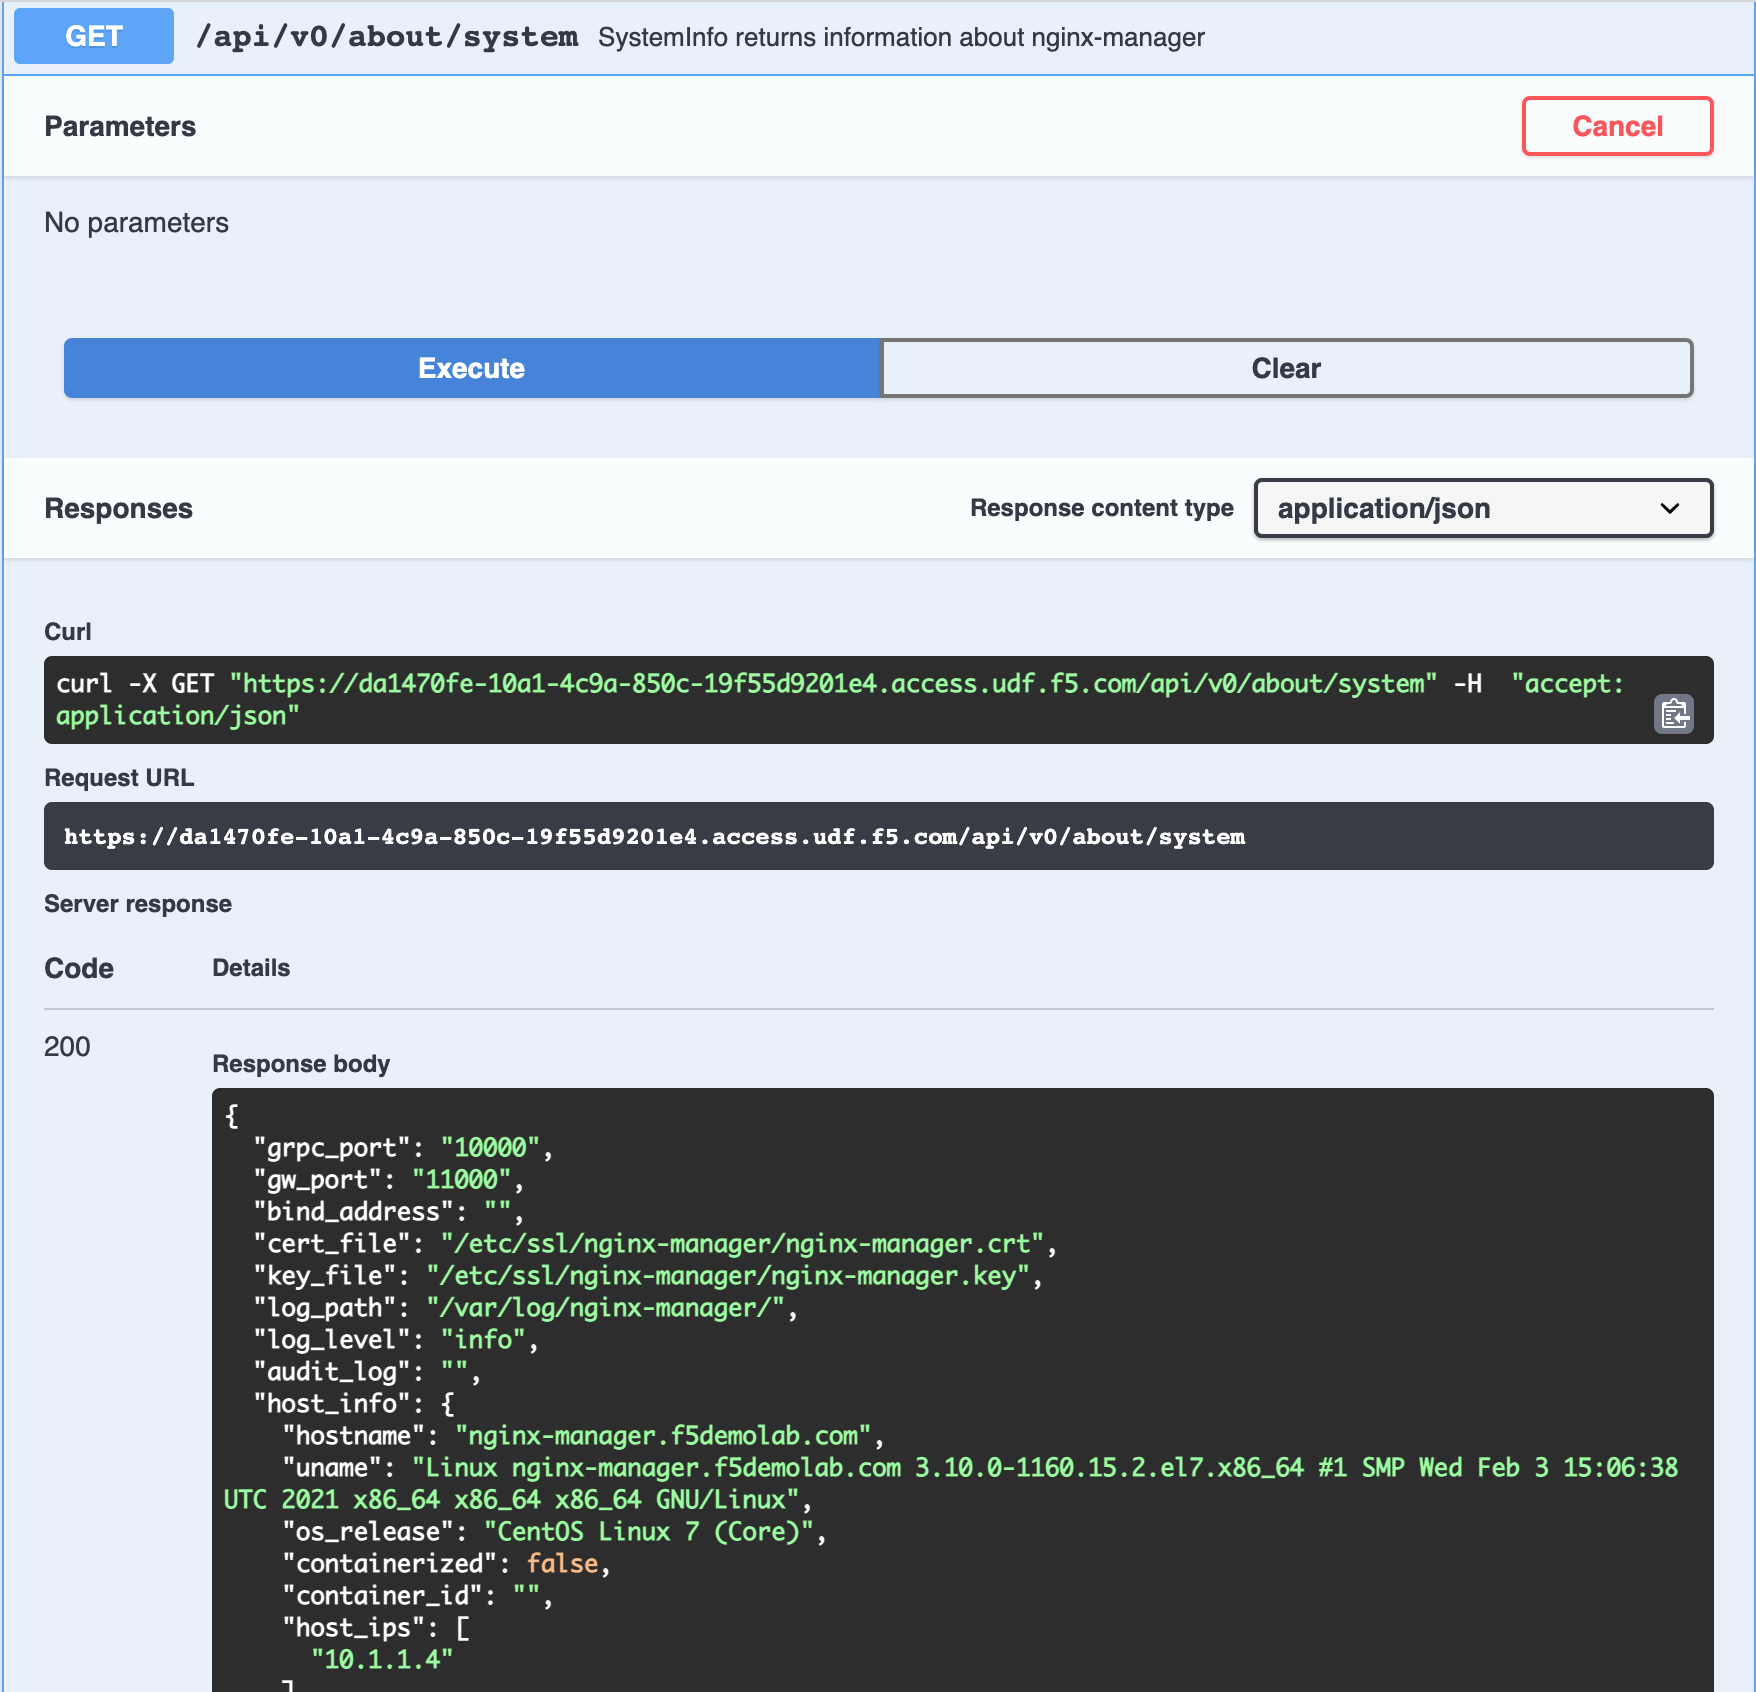 GET /api/v0/about/system SystemInfo returns information about nginx-manager
Parameters
Cancel
No parameters
Execute
Clear
Responses
Response content type
application/json
Curl
curl -X GET "https://da1470fe-10a1-4c9a-850c-19f55d9201e4.access.udf.f5.com/api/v0/about/system" -H  "accept:
application/json"
Request URL
https://da1470fe-10a1-4c9a-850c-19f55d9201e4.access.udf.f5.com/api/v0/about/system
Server response
Code
Details
200
Response body
{
  "grpc_port": "10000",
  "gw_port": "11000",
  "bind_address": "",
  "cert_file": "/etc/ssl/nginx-manager/nginx-manager.crt",
  "key_file": "/etc/ssl/nginx-manager/nginx-manager.key",
  "log_path": "/var/log/nginx-manager/",
  "log_level": "info",
  "audit_log": "",
  "host_info": {
    "hostname": "nginx-manager.f5demolab.com",
    "uname": "Linux nginx-manager.f5demolab.com 3.10.0-1160.15.2.el7.x86_64 #1 SMP Wed Feb 3 15:06:38
UTC 2021 x86_64 x86_64 x86_64 GNU/Linux",
    "os_release": "CentOS Linux 7 (Core)",
    "containerized": false,
    "container_id": "",
    "host_ips": [
      "10.1.1.4"
    ]